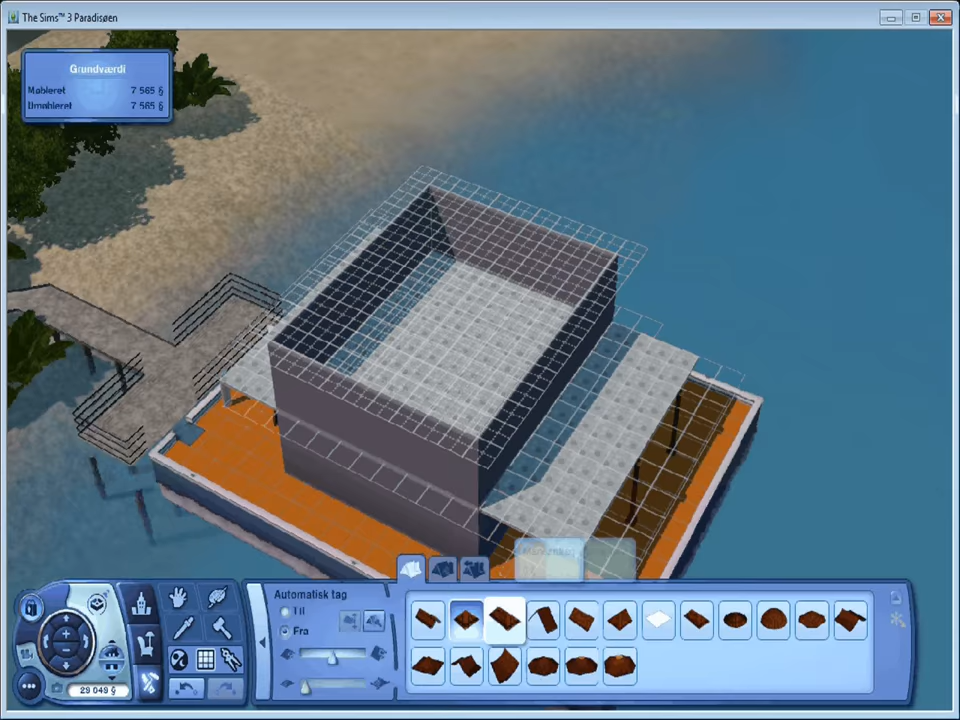 The Sims™ 3 Paradisøen
Grundværdi
Møbleret 7 565 §
Umøbleret 7 565 §
Automatisk tag
Til
Fra
29 049 §